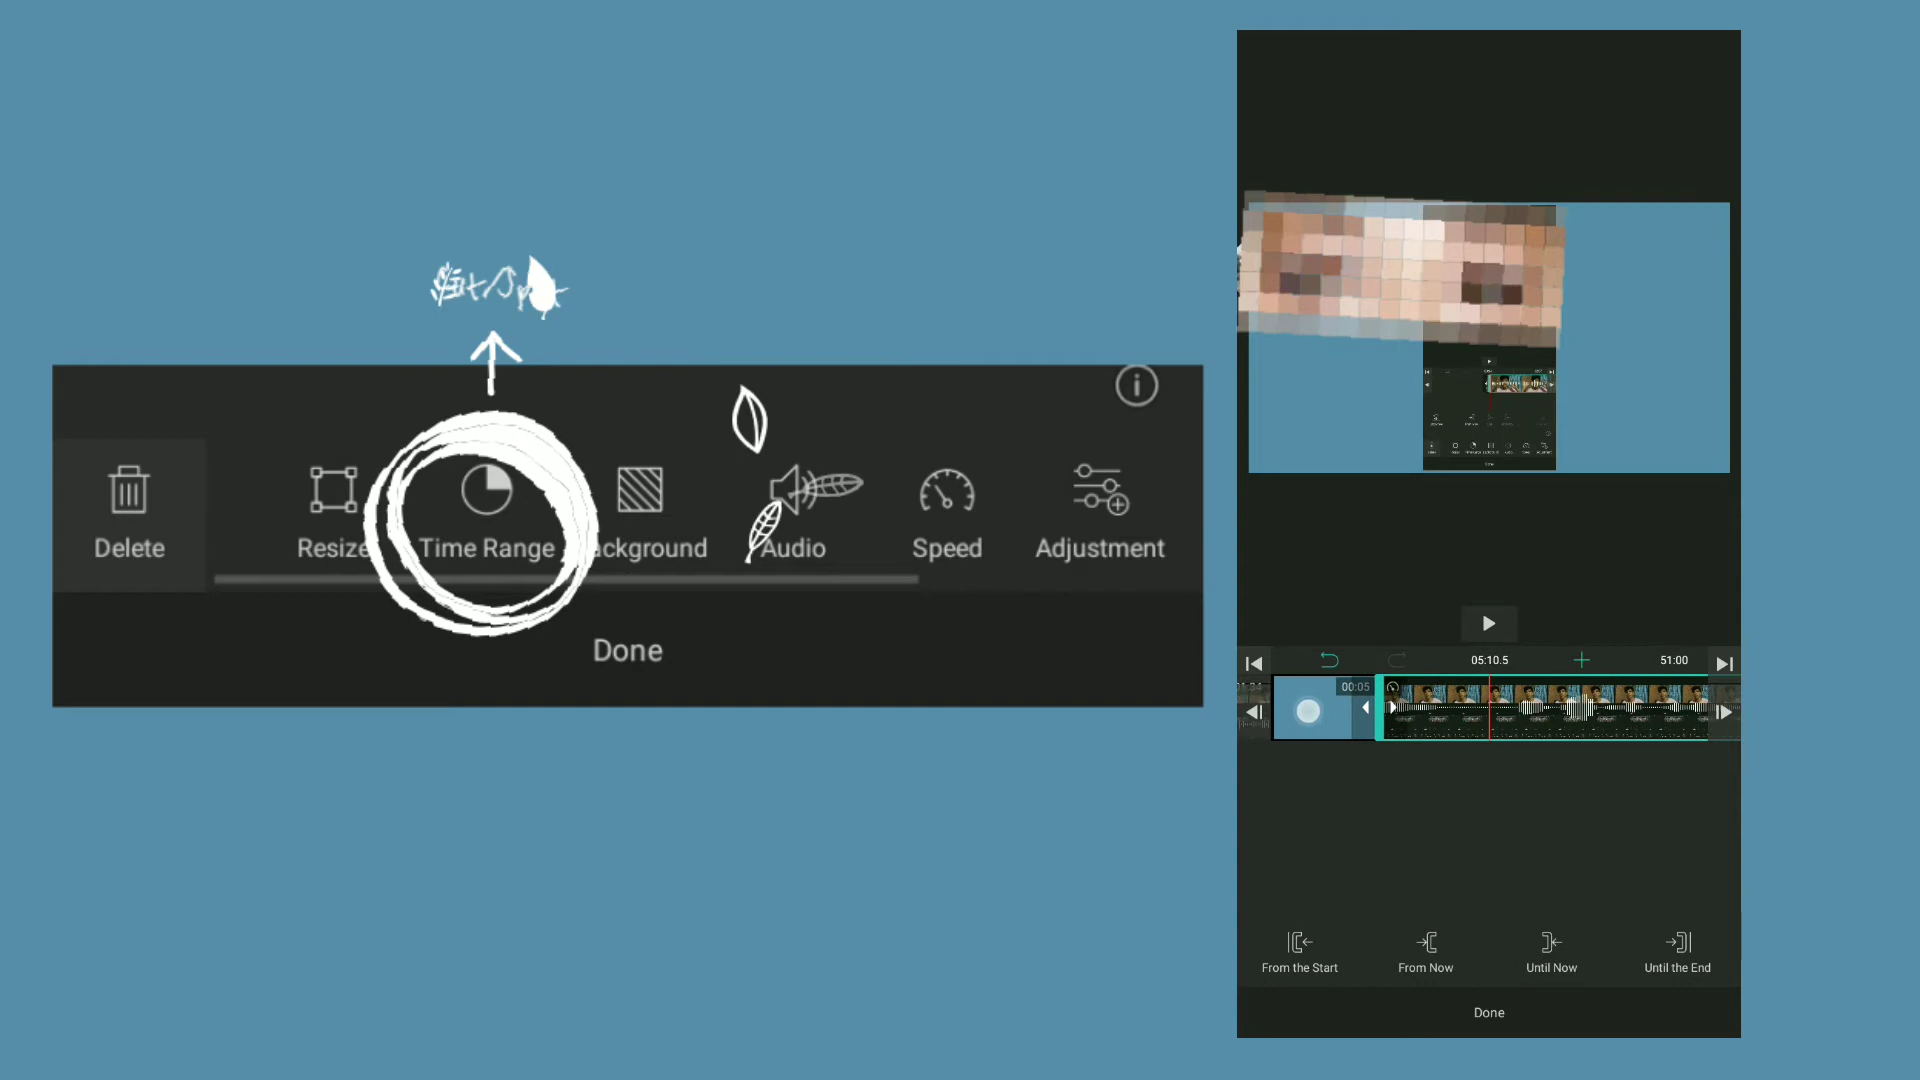 Delete
Resize
Time Range
ackground
Audio
Speed
Adjustment
Done
05:10.5
51:00
00:05
From the Start
From Now
Until Now
Until the End
Done